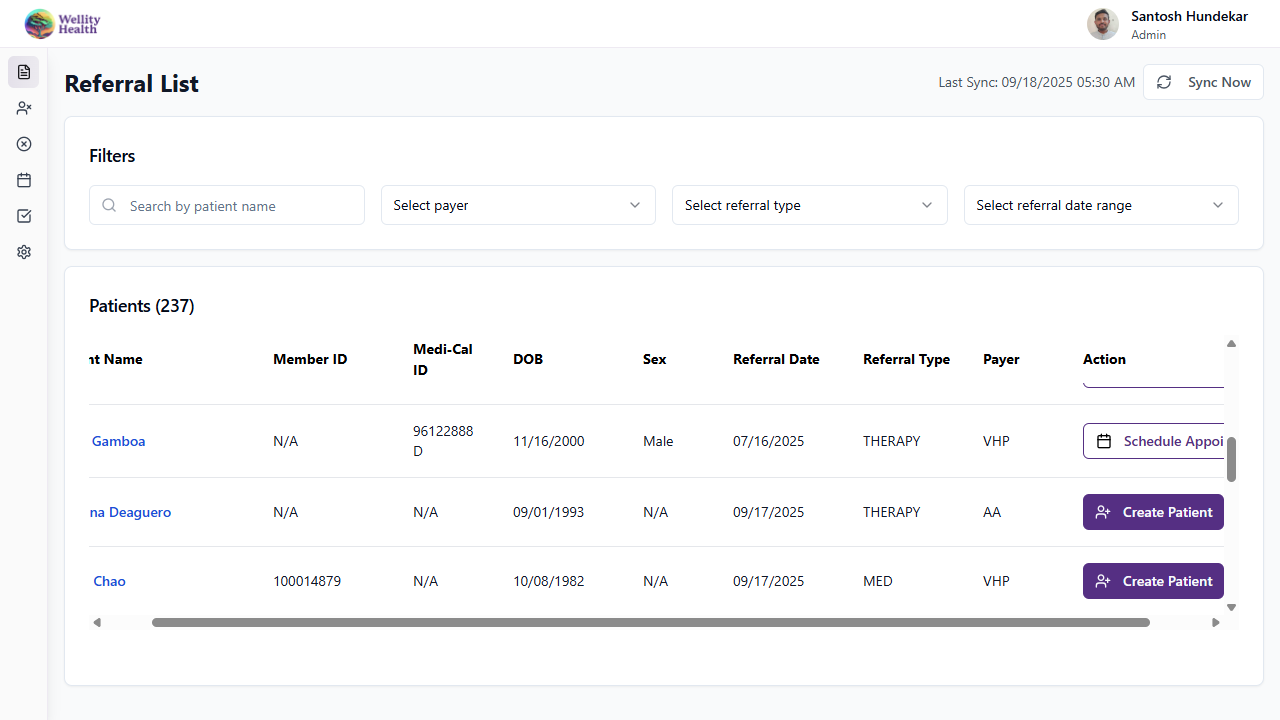 Wellity
Health
Santosh Hundekar
Admin
Referral List
Last Sync: 09/18/2025 05:30 AM
Sync Now
Filters
Search by patient name
Select payer
Select referral type
Select referral date range
Patients (237)
nt Name Member ID Medi-Cal ID DOB Sex Referral Date Referral Type Payer Action
Gamboa N/A 96122888D 11/16/2000 Male 07/16/2025 THERAPY VHP Schedule Appoi
na Deaguero N/A N/A 09/01/1993 N/A 09/17/2025 THERAPY AA Create Patient
Chao 100014879 N/A 10/08/1982 N/A 09/17/2025 MED VHP Create Patient